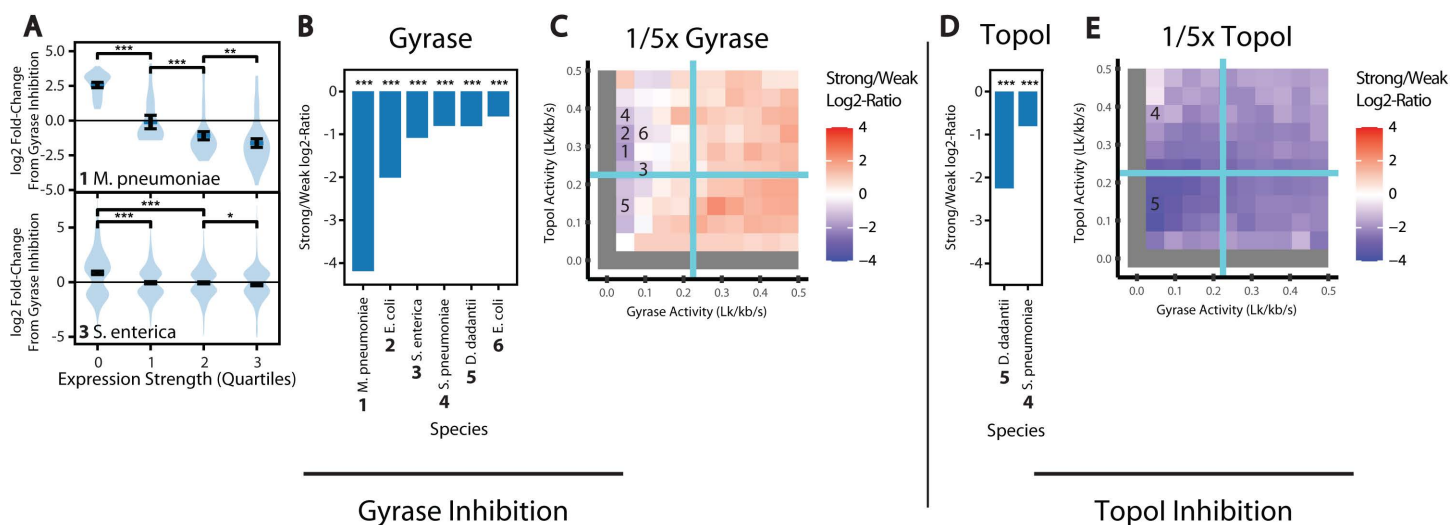 A
log2 Fold-Change
From Gyrase Inhibition
5.0
2.5
0.0
-2.5
-5.0
***
***
**
1 M. pneumoniae
log2 Fold-Change
From Gyrase Inhibition
5
0
-5
***
***
*
3 S. enterica
0 1 2 3
Expression Strength (Quartiles)
B
Gyrase
Strong/Weak log2-Ratio
0
-1
-2
-3
-4
*** *** *** *** *** ***
1 M. pneumoniae
2 E. coli
3 S. enterica
4 S. pneumoniae
5 D. dadantii
6 E. coli
Species
C
1/5x Gyrase
TopoI Activity (Lk/kb/s)
0.5
0.4
0.3
0.2
0.1
0.0
4
2 6
1
3
5
0.0 0.1 0.2 0.3 0.4 0.5
Gyrase Activity (Lk/kb/s)
Strong/Weak
Log2-Ratio
4
2
0
−2
−4
Gyrase Inhibition
D
TopoI
Strong/Weak log2-Ratio
0
-1
-2
-3
-4
*** ***
5 D. dadantii
4 S. pneumoniae
Species
E
1/5x TopoI
TopoI Activity (Lk/kb/s)
0.5
0.4
0.3
0.2
0.1
0.0
4
5
0.0 0.1 0.2 0.3 0.4 0.5
Gyrase Activity (Lk/kb/s)
Strong/Weak
Log2-Ratio
4
2
0
−2
−4
TopoI Inhibition